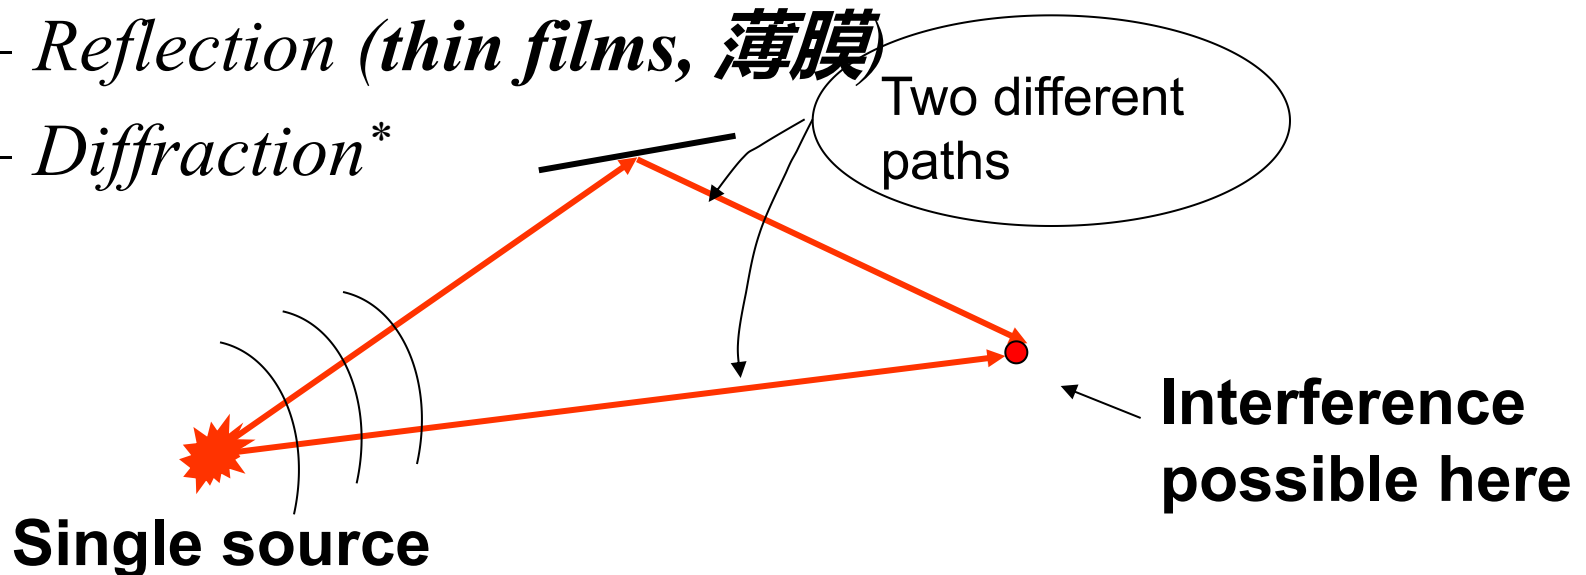 - Reflection (thin films, 薄膜)
- Diffraction*
Two different
paths
Interference
possible here
Single source